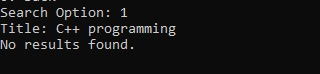 Search Option: 1
Title: C++ programming
No results found.